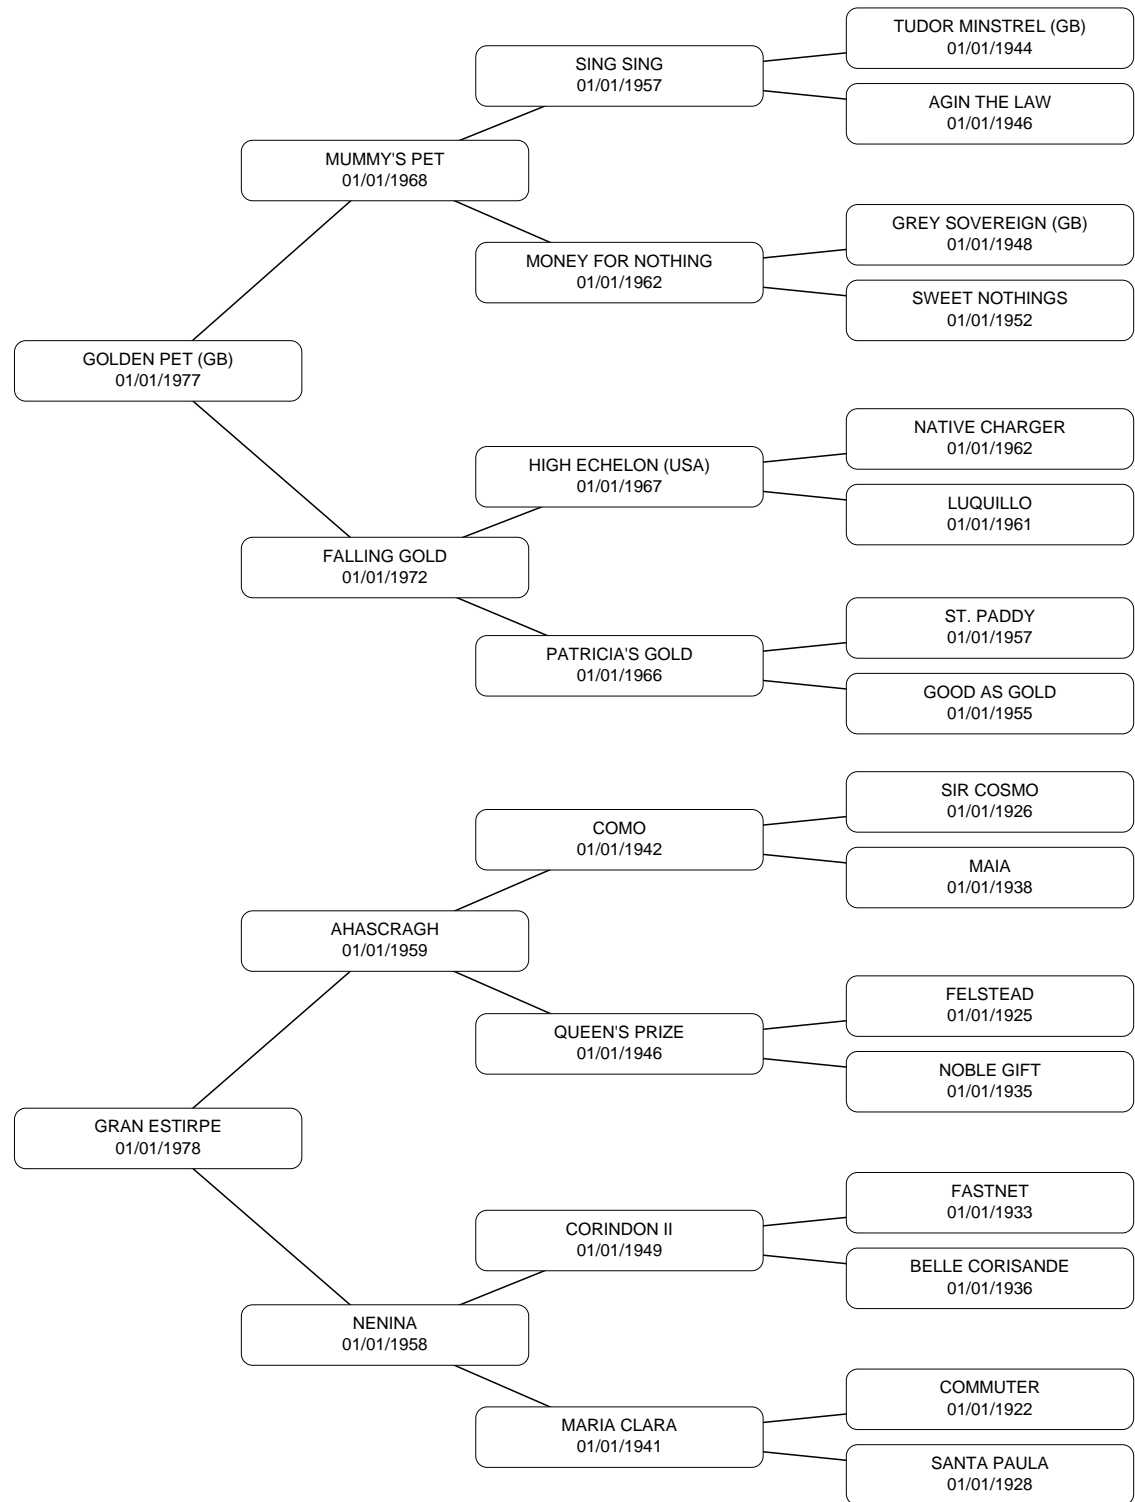 TUDOR MINSTREL (GB)
01/01/1944
SING SING
01/01/1957
AGIN THE LAW
01/01/1946
MUMMY'S PET
01/01/1968
GREY SOVEREIGN (GB)
01/01/1948
MONEY FOR NOTHING
01/01/1962
SWEET NOTHINGS
01/01/1952
GOLDEN PET (GB)
01/01/1977
NATIVE CHARGER
01/01/1962
HIGH ECHELON (USA)
01/01/1967
LUQUILLO
01/01/1961
FALLING GOLD
01/01/1972
ST. PADDY
01/01/1957
PATRICIA'S GOLD
01/01/1966
GOOD AS GOLD
01/01/1955
SIR COSMO
01/01/1926
COMO
01/01/1942
MAIA
01/01/1938
AHASCRAGH
01/01/1959
FELSTEAD
01/01/1925
QUEEN'S PRIZE
01/01/1946
NOBLE GIFT
01/01/1935
GRAN ESTIRPE
01/01/1978
FASTNET
01/01/1933
CORINDON II
01/01/1949
BELLE CORISANDE
01/01/1936
NENINA
01/01/1958
COMMUTER
01/01/1922
MARIA CLARA
01/01/1941
SANTA PAULA
01/01/1928